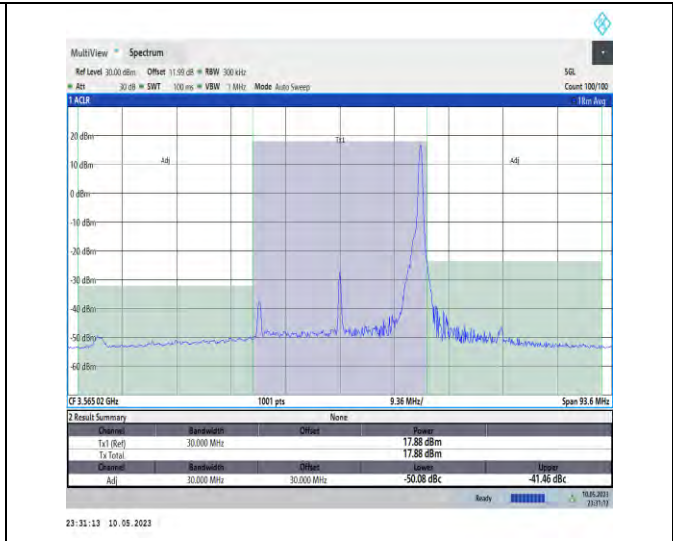 MultiView Spectrum
Ref Level 30.00 dBm Offset 11.99 dB RBW 300 kHz SGL
Att 30 dB SWT 100 ms VBW 1 MHz Mode Auto Sweep Count 100/100
1 ACLR 1Rm Avg
20 dBm
Tx1
10 dBm Adj Adj
0 dBm
-10 dBm
-20 dBm
-30 dBm
-40 dBm
-50 dBm
-60 dBm
CF 3.565 02 GHz 1001 pts 9.36 MHz/ Span 93.6 MHz
2 Result Summary None
Channel Bandwidth Offset Power
Tx1 (Ref) 30.000 MHz 17.88 dBm
Tx Total 17.88 dBm
Channel Bandwidth Offset Lower Upper
Adj 30.000 MHz 30.000 MHz -50.08 dBc -41.46 dBc
Ready 10.05.2023
23:31:13
23:31:13 10.05.2023